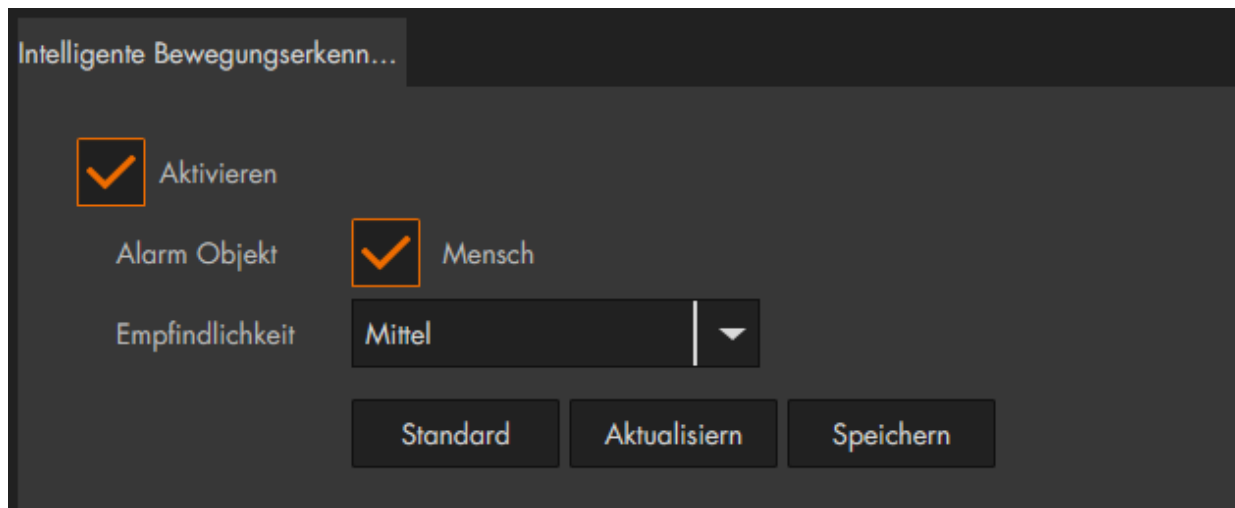 Intelligente Bewegungserkenn...
Aktivieren
Alarm Objekt Mensch
Empfindlichkeit Mittel
Standard Aktualisiern Speichern